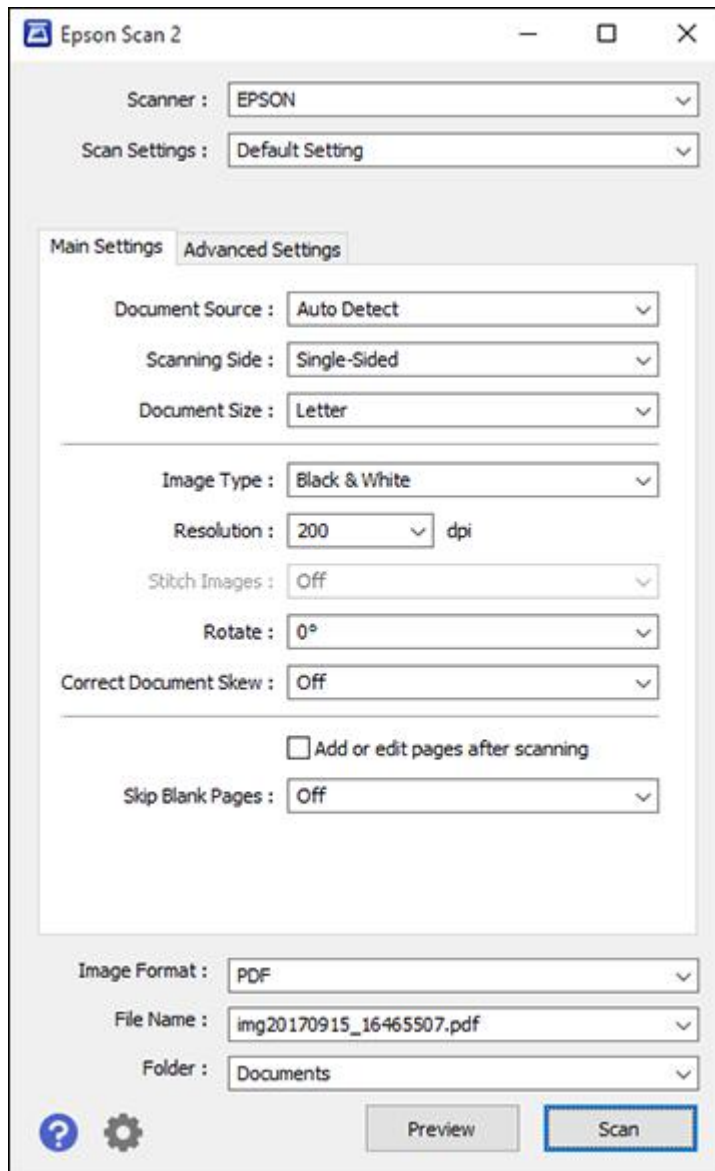 Epson Scan 2
Scanner : EPSON
Scan Settings : Default Setting
Main Settings Advanced Settings
Document Source : Auto Detect
Scanning Side : Single-Sided
Document Size : Letter
Image Type : Black & White
Resolution : 200 dpi
Stitch Images : Off
Rotate : 0°
Correct Document Skew : Off
Add or edit pages after scanning
Skip Blank Pages : Off
Image Format : PDF
File Name : img20170915_16465507.pdf
Folder : Documents
? Preview Scan